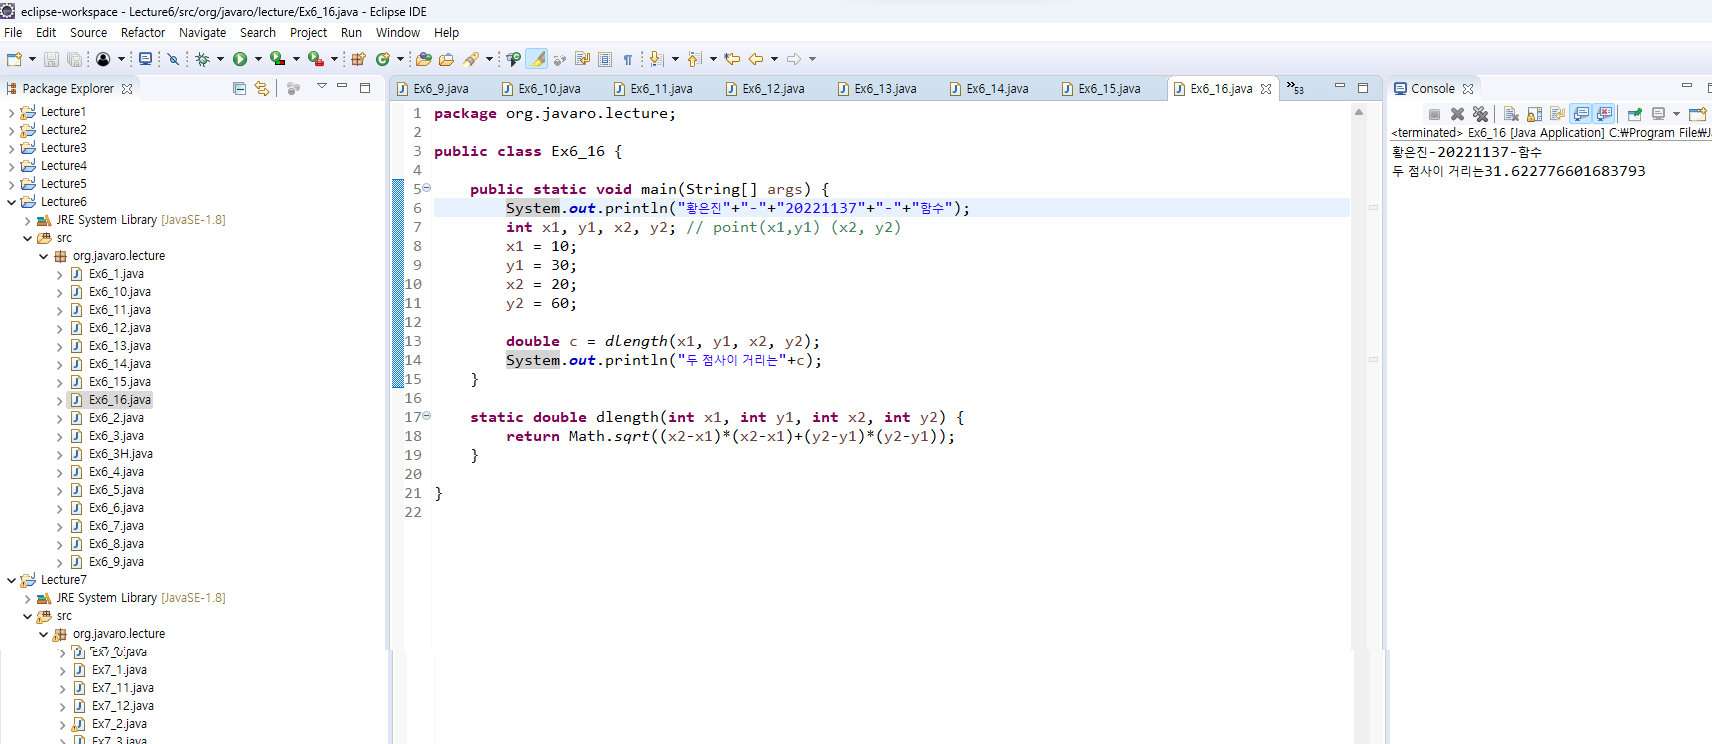 eclipse-workspace - Lecture6/src/org/javaro/lecture/Ex6_16.java - Eclipse IDE
File Edit Source Refactor Navigate Search Project Run Window Help
Package Explorer
Lecture1
Lecture2
Lecture3
Lecture4
Lecture5
Lecture6
JRE System Library [JavaSE-1.8]
src
org.javaro.lecture
Ex6_1.java
Ex6_10.java
Ex6_11.java
Ex6_12.java
Ex6_13.java
Ex6_14.java
Ex6_15.java
Ex6_16.java
Ex6_2.java
Ex6_3.java
Ex6_3H.java
Ex6_4.java
Ex6_5.java
Ex6_6.java
Ex6_7.java
Ex6_8.java
Ex6_9.java
Lecture7
JRE System Library [JavaSE-1.8]
src
org.javaro.lecture
Ex7_0.java
Ex7_1.java
Ex7_11.java
Ex7_12.java
Ex7_2.java
Ex7_3.java
Ex6_9.java Ex6_10.java Ex6_11.java Ex6_12.java Ex6_13.java Ex6_14.java Ex6_15.java Ex6_16.java »53
1 package org.javaro.lecture;
2
3 public class Ex6_16 {
4
5 public static void main(String[] args) {
6 System.out.println("황은진"+"-"+"20221137"+"-"+"함수");
7 int x1, y1, x2, y2; // point(x1,y1) (x2, y2)
8 x1 = 10;
9 y1 = 30;
10 x2 = 20;
11 y2 = 60;
12
13 double c = dlength(x1, y1, x2, y2);
14 System.out.println("두 점사이 거리는"+c);
15 }
16
17 static double dlength(int x1, int y1, int x2, int y2) {
18 return Math.sqrt((x2-x1)*(x2-x1)+(y2-y1)*(y2-y1));
19 }
20
21 }
22
Console
<terminated> Ex6_16 [Java Application] C:₩Program File₩J
황은진-20221137-함수
두 점사이 거리는31.622776601683793